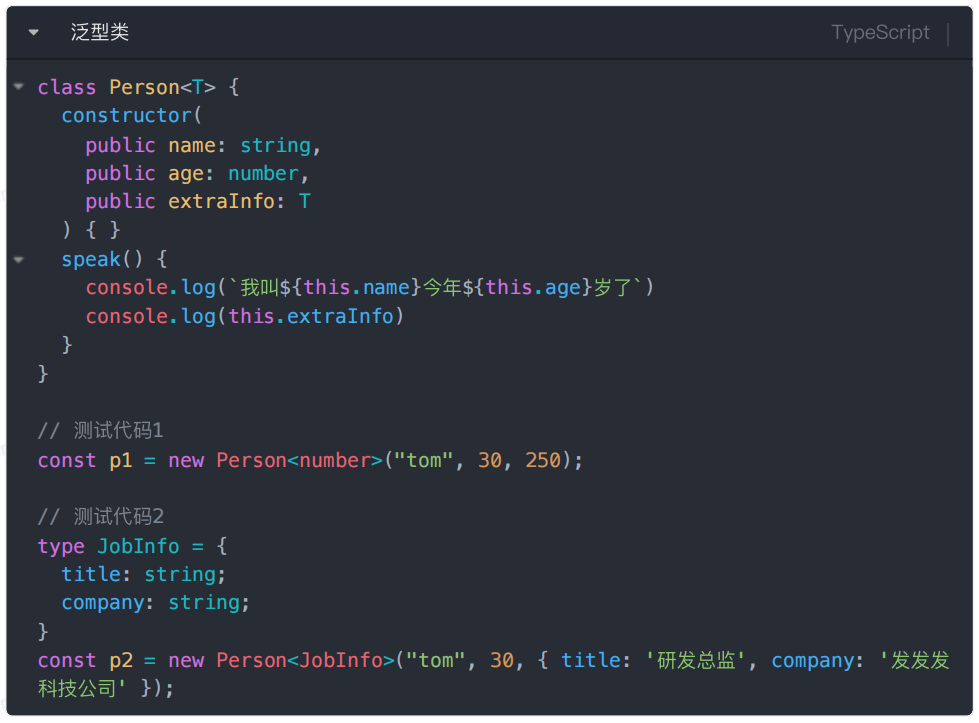 泛型类 TypeScript
class Person<T> {
  constructor(
    public name: string,
    public age: number,
    public extraInfo: T
  ) { }
  speak() {
    console.log(`我叫${this.name}今年${this.age}岁了`)
    console.log(this.extraInfo)
  }
}
// 测试代码1
const p1 = new Person<number>("tom", 30, 250);
// 测试代码2
type JobInfo = {
  title: string;
  company: string;
}
const p2 = new Person<JobInfo>("tom", 30, { title: '研发总监', company: '发发发
科技公司' });